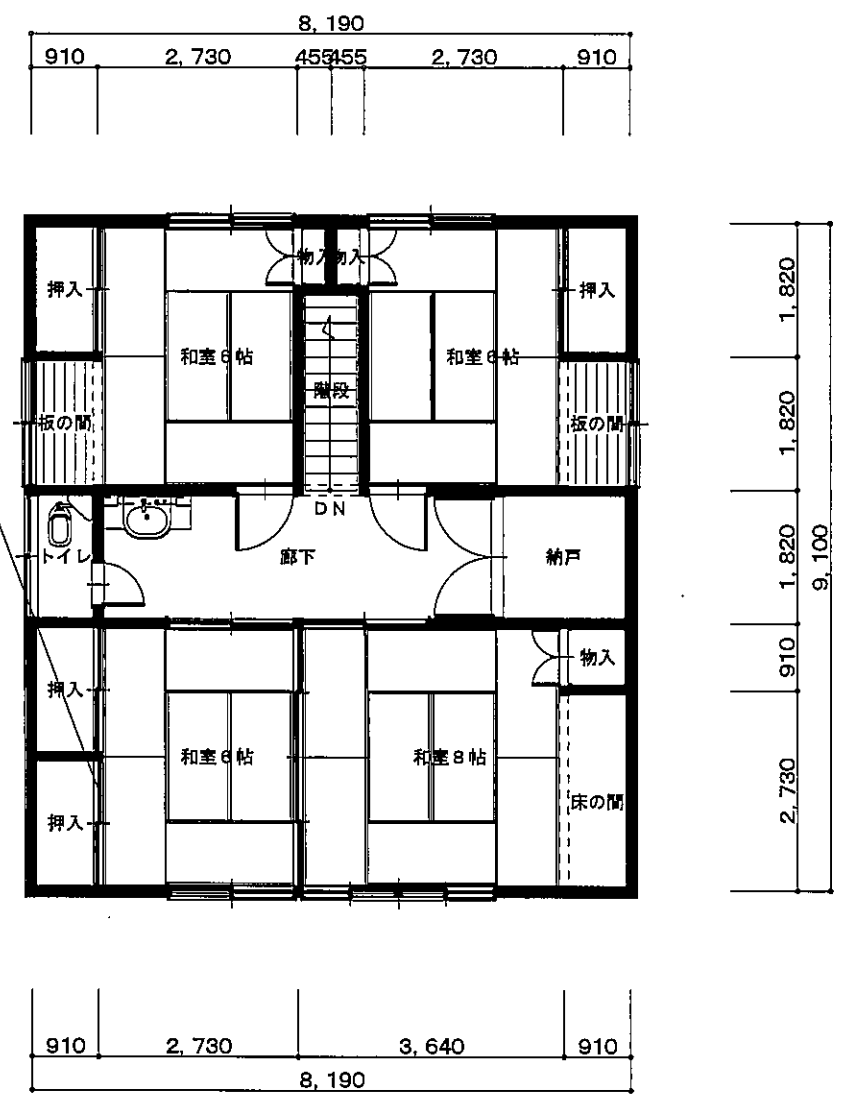 8,190
910
2,730
455
455
2,730
910
物入
物入
押入
押入
1,820
和室6帖
和室6帖
階段
板の間
板の間
1,820
DN
トイレ
廊下
納戸
1,820
9,100
物入
910
押入
和室6帖
和室8帖
2,730
床の間
押入
910
2,730
3,640
910
8,190